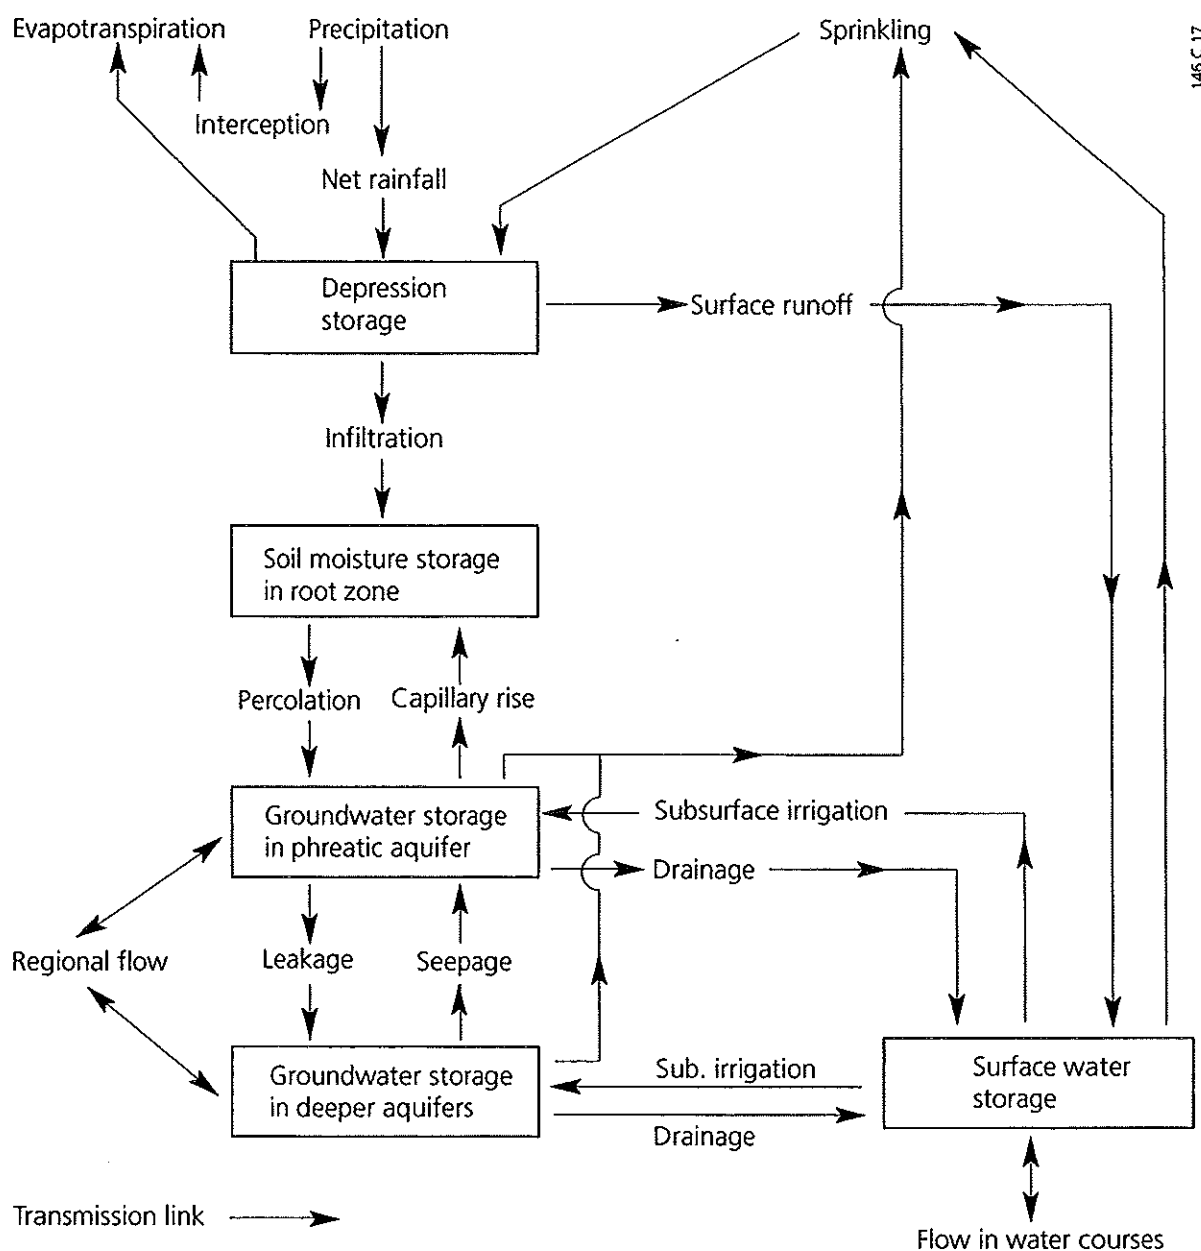 Evapotranspiration
Precipitation
Sprinkling
146 C 17
Interception
Net rainfall
Depression
storage
Surface runoff
Infiltration
Soil moisture storage
in root zone
Percolation
Capillary rise
Groundwater storage
in phreatic aquifer
Subsurface irrigation
Drainage
Regional flow
Leakage
Seepage
Groundwater storage
in deeper aquifers
Sub. irrigation
Drainage
Surface water
storage
Transmission link
Flow in water courses